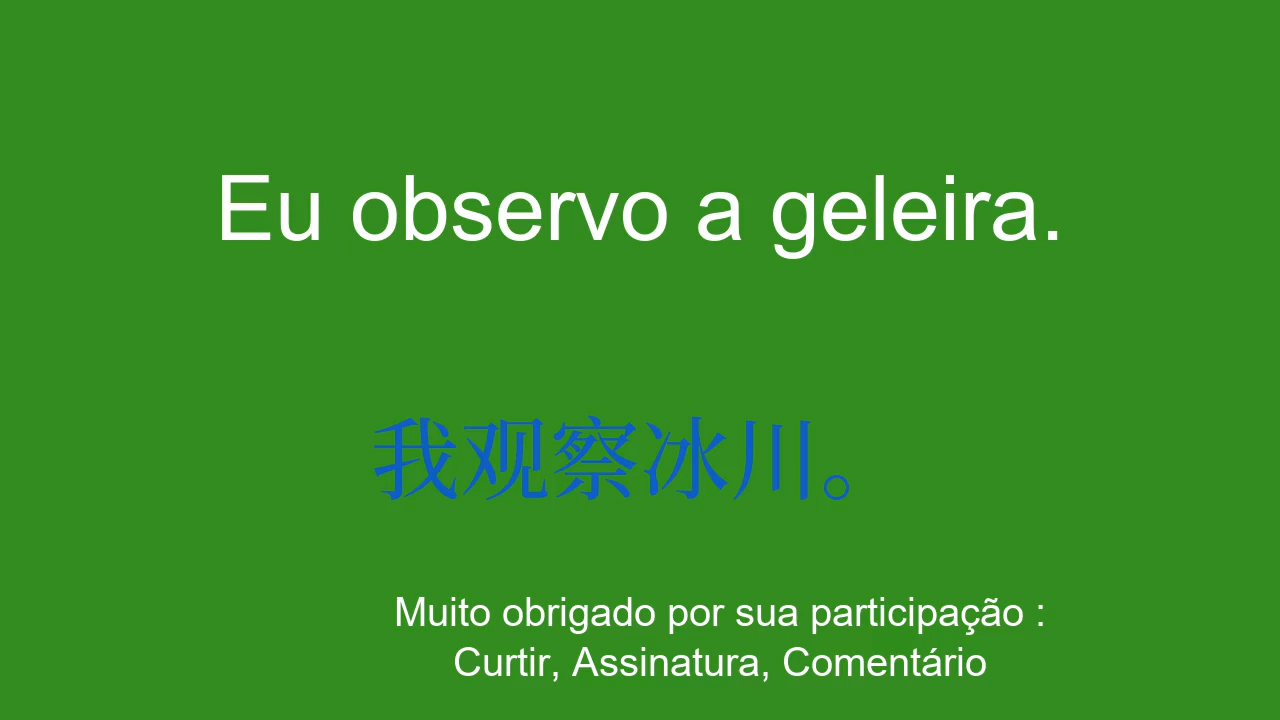 Eu observo a geleira.
我观察冰川。
Muito obrigado por sua participação :
Curtir, Assinatura, Comentário